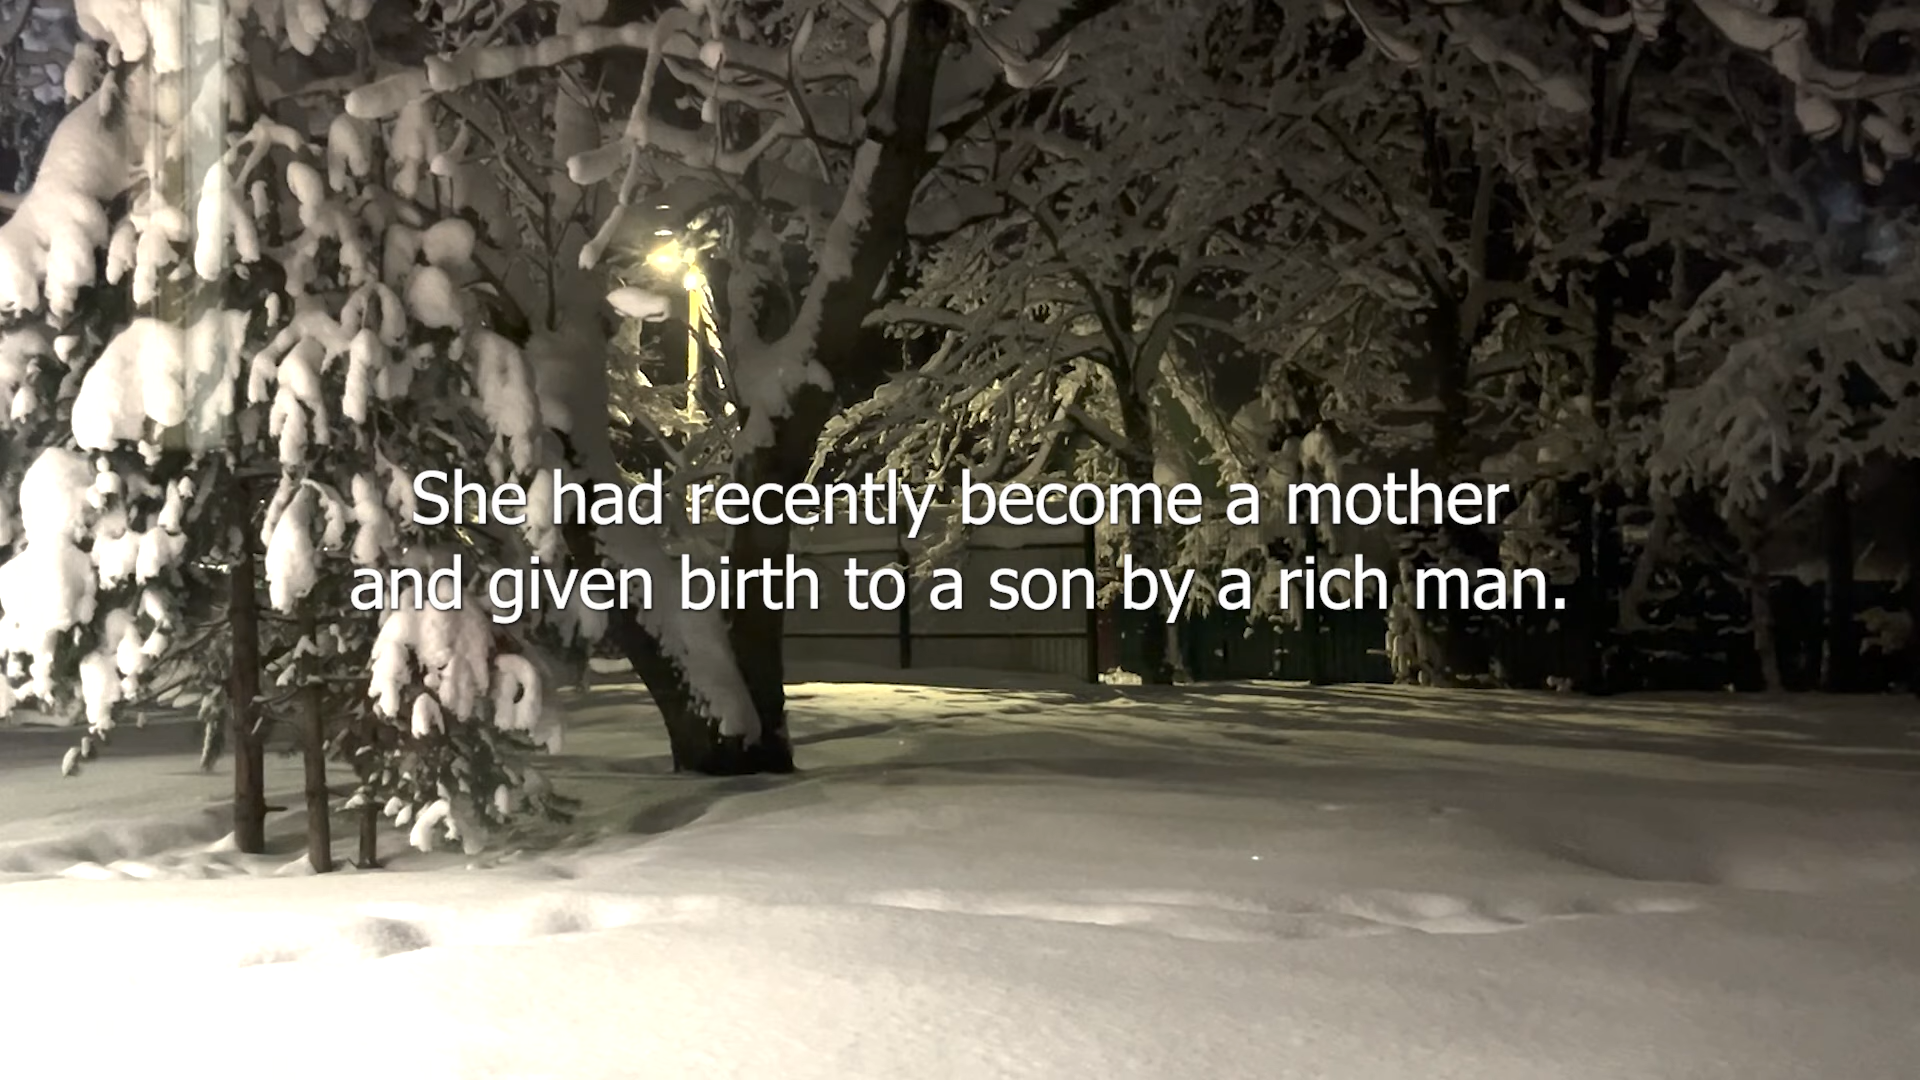 She had recently become a mother
and given birth to a son by a rich man.